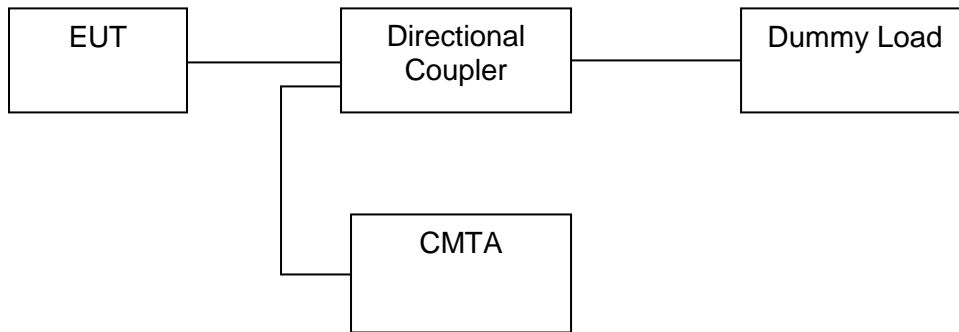 EUT
Directional
Coupler
Dummy Load
CMTA